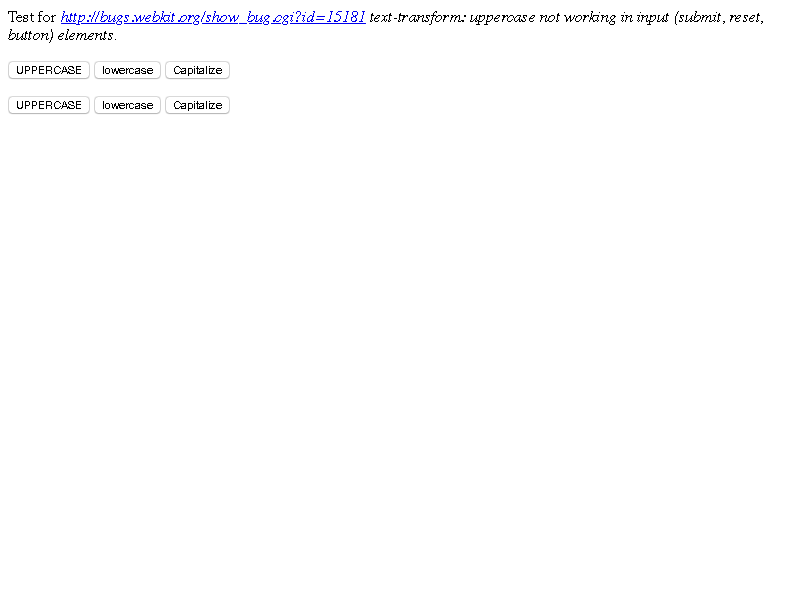 Test for http://bugs.webkit.org/show_bug.cgi?id=15181 text-transform: uppercase not working in input (submit, reset,
button) elements.
UPPERCASE lowercase Capitalize
UPPERCASE lowercase Capitalize